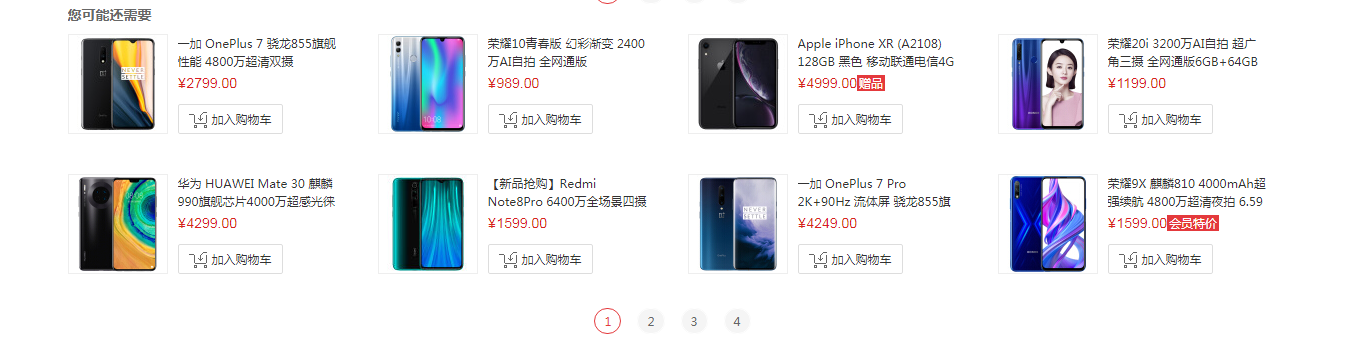 您可能还需要
一加 OnePlus 7 骁龙855旗舰
性能 4800万超清双摄
¥2799.00
加入购物车
荣耀10青春版 幻彩渐变 2400
万AI自拍 全网通版
¥989.00
加入购物车
Apple iPhone XR (A2108)
128GB 黑色 移动联通电信4G
¥4999.00赠品
加入购物车
荣耀20i 3200万AI自拍 超广
角三摄 全网通版6GB+64GB
¥1199.00
加入购物车
NEVER
SETTLE
10:08
华为 HUAWEI Mate 30 麒麟
990旗舰芯片4000万超感光徕
¥4299.00
加入购物车
【新品抢购】Redmi
Note8Pro 6400万全场景四摄
¥1599.00
加入购物车
一加 OnePlus 7 Pro
2K+90Hz 流体屏 骁龙855旗
¥4249.00
加入购物车
荣耀9X 麒麟810 4000mAh超
强续航 4800万超清夜拍 6.59
¥1599.00会员特价
加入购物车
NEVER
SETTLE
1 2 3 4